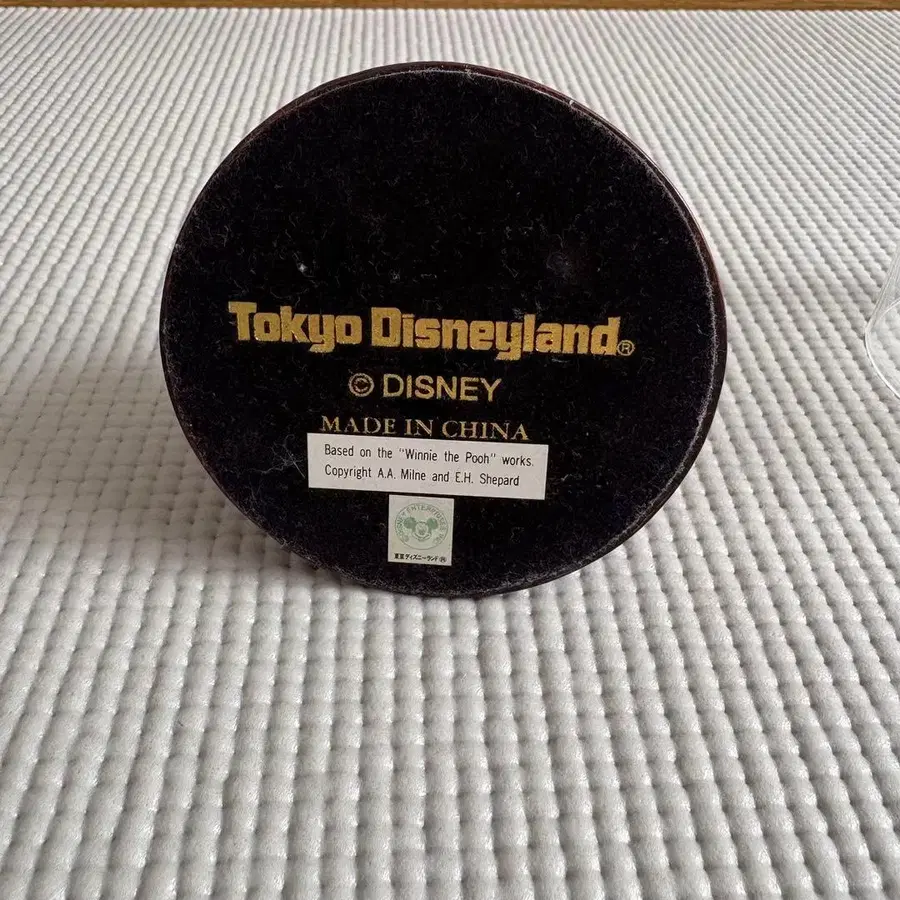 Tokyo Disneyland®
© DISNEY
MADE IN CHINA
Based on the "Winnie the Pooh" works.
Copyright A.A. Milne and E.H. Shepard
東京ディズニーランド®